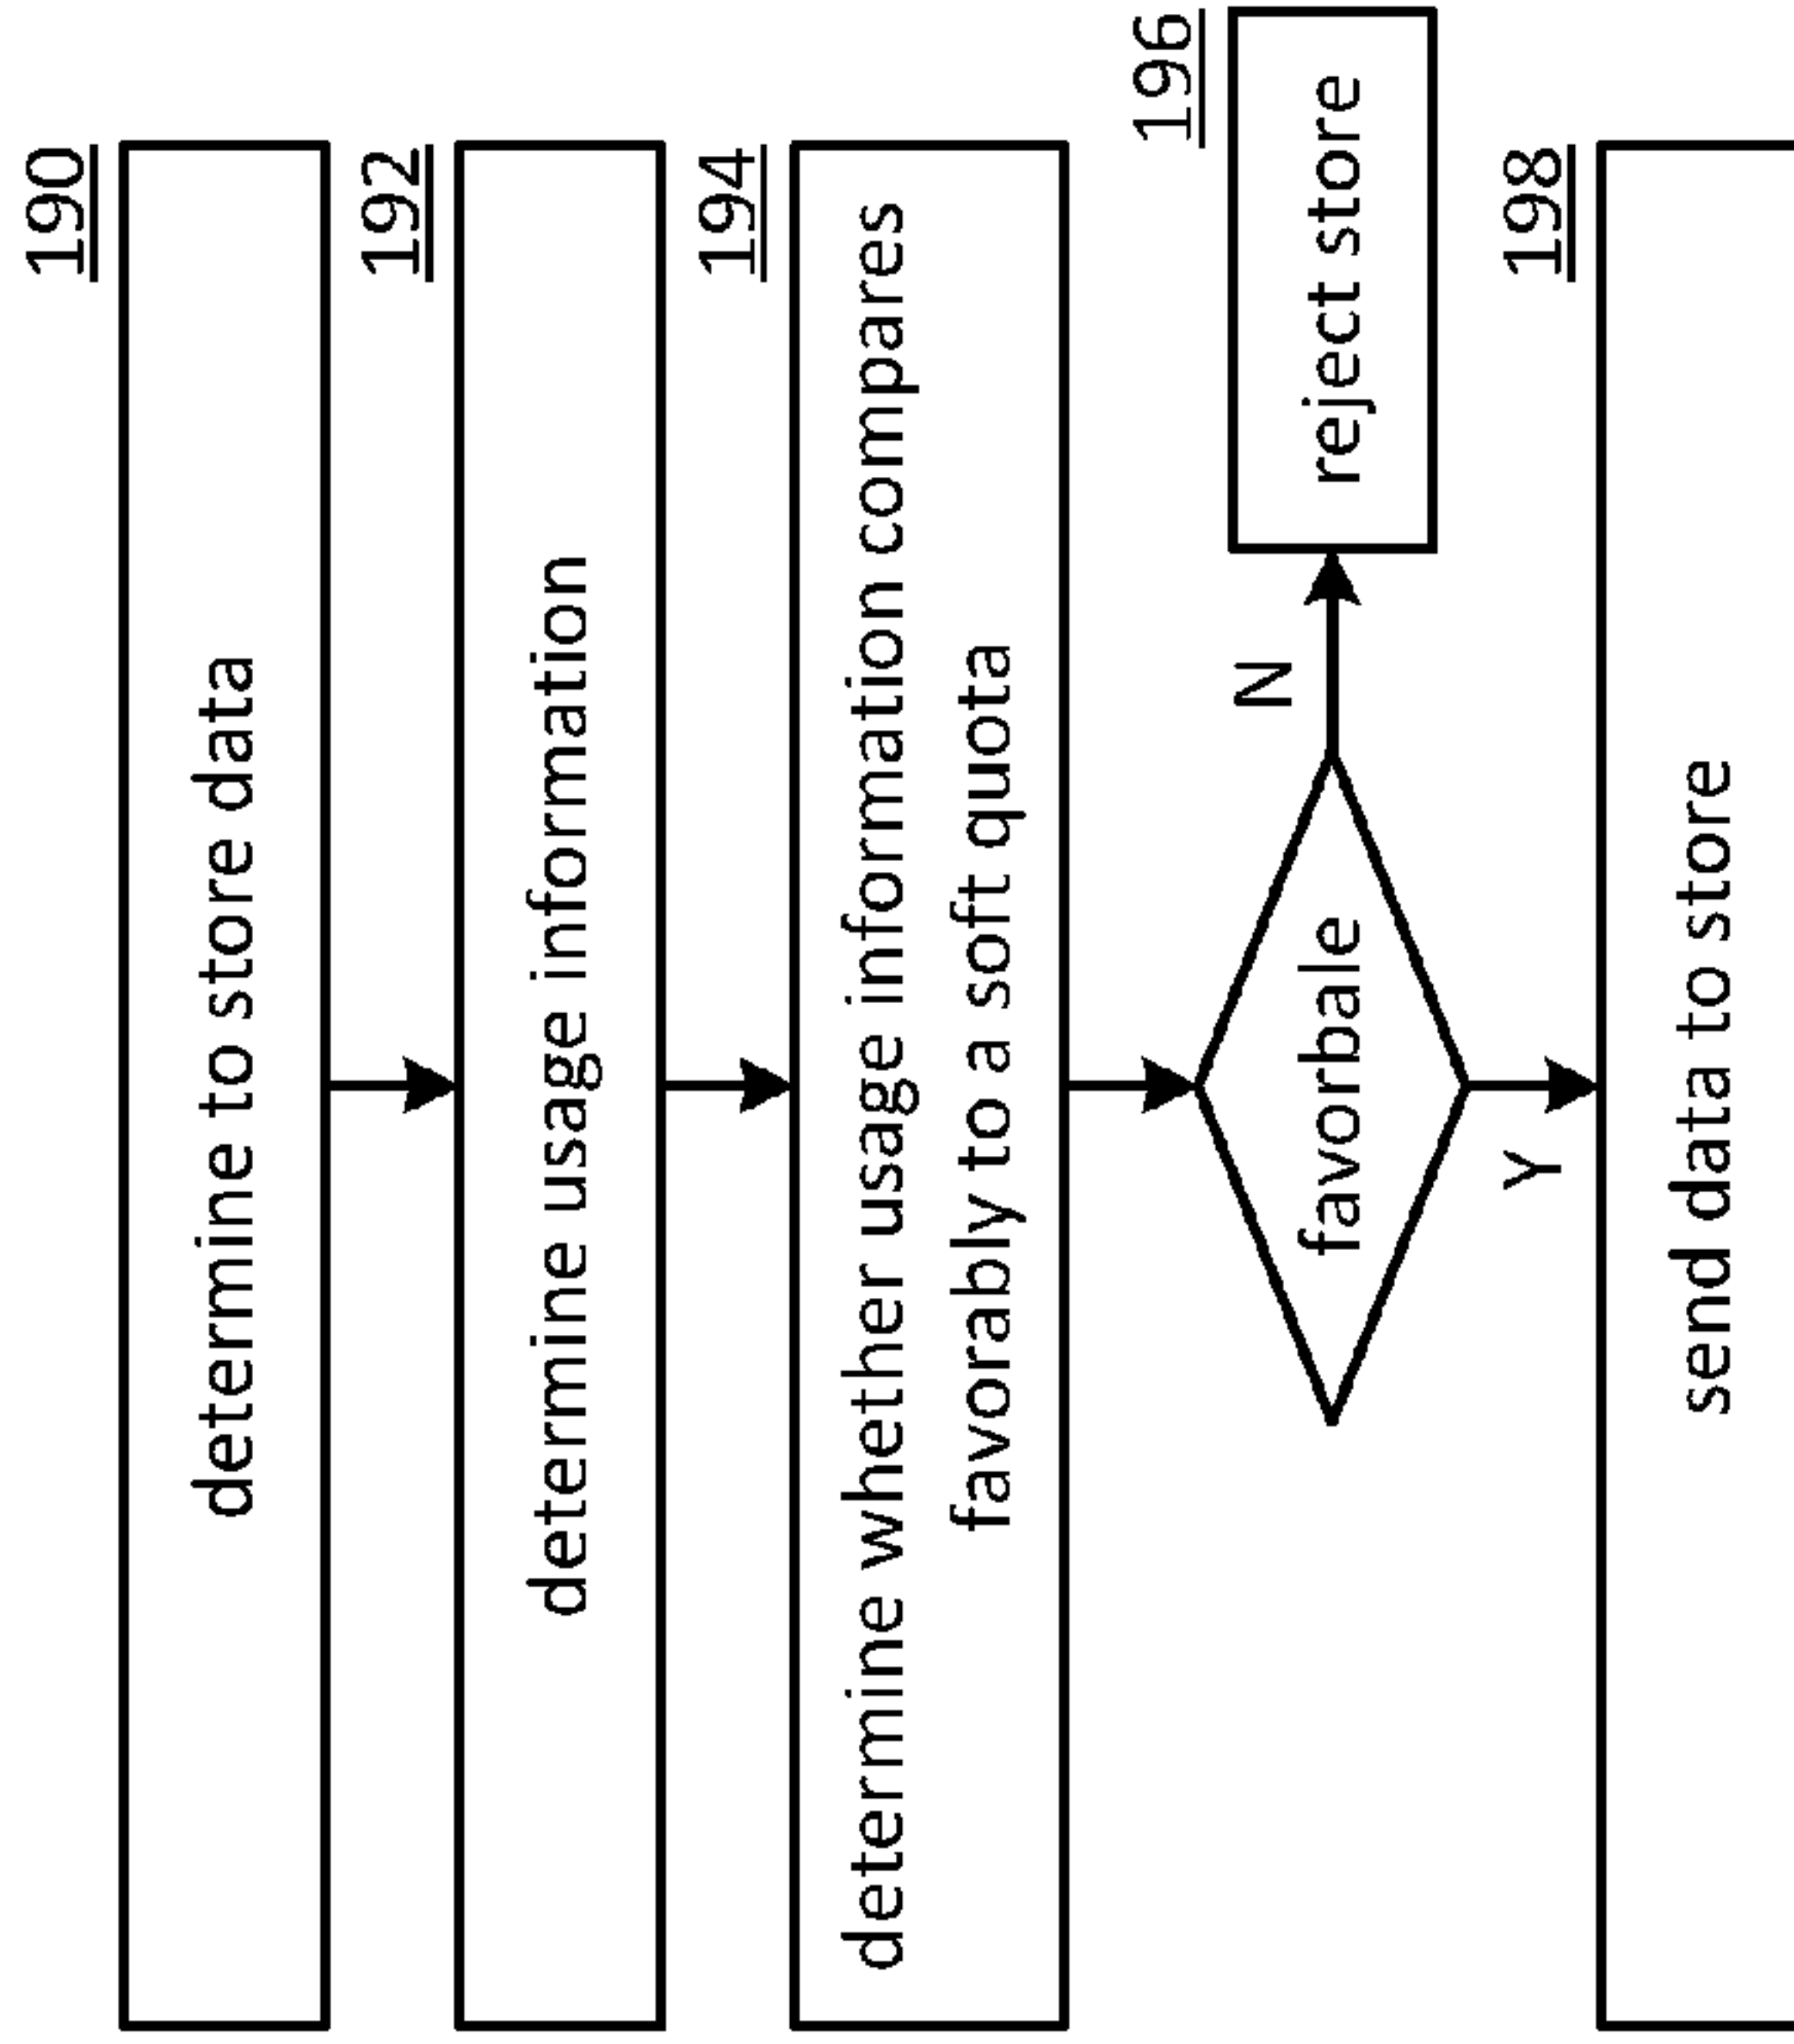 190
determine to store data
192
determine usage information
194
determine whether usage information compares
favorably to a soft quota
196
favorbale
N
reject store
Y
198
send data to store